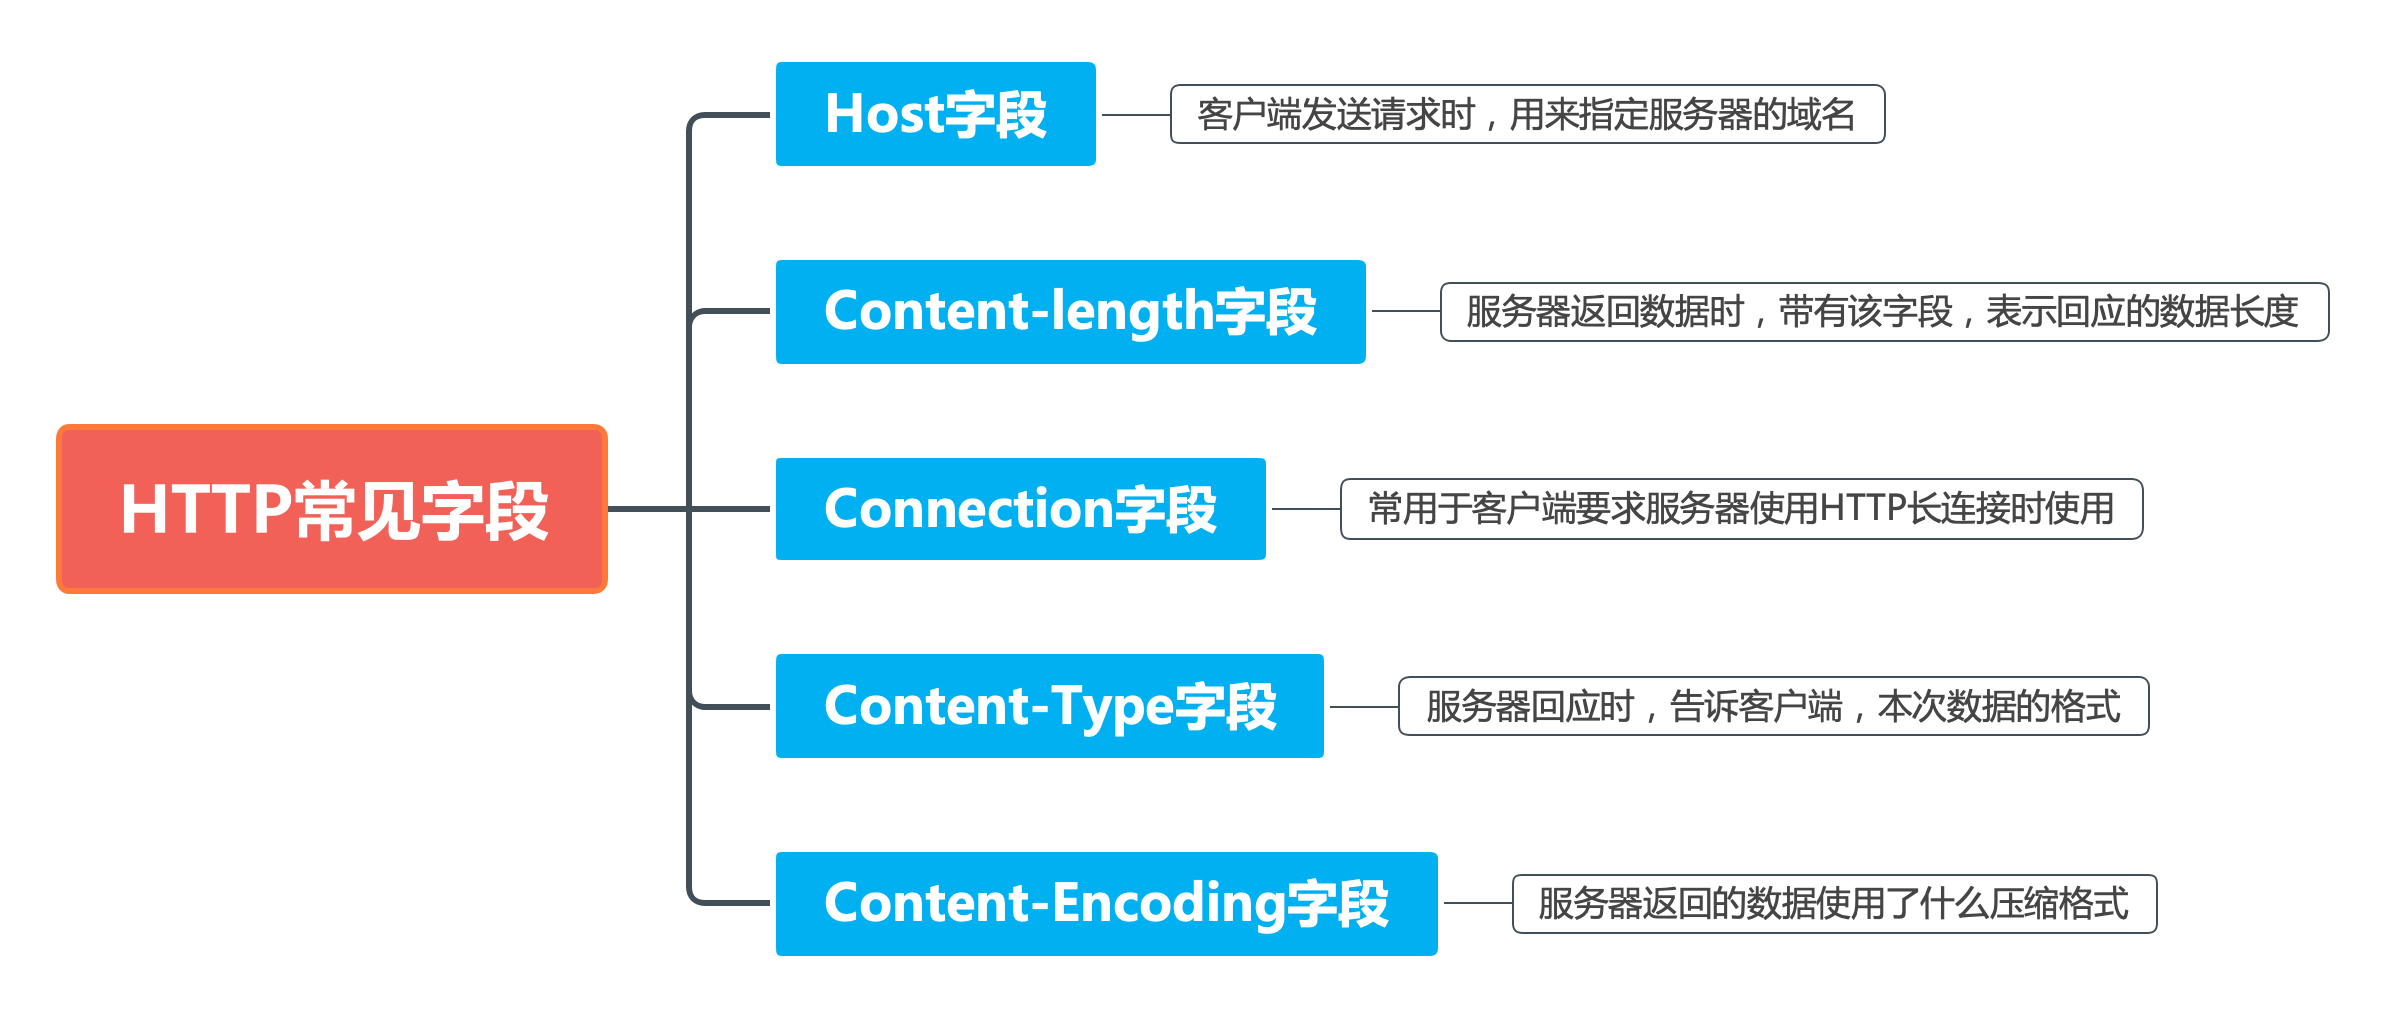 HTTP常见字段
Host字段
客户端发送请求时，用来指定服务器的域名
Content-length字段
服务器返回数据时，带有该字段，表示回应的数据长度
Connection字段
常用于客户端要求服务器使用HTTP长连接时使用
Content-Type字段
服务器回应时，告诉客户端，本次数据的格式
Content-Encoding字段
服务器返回的数据使用了什么压缩格式